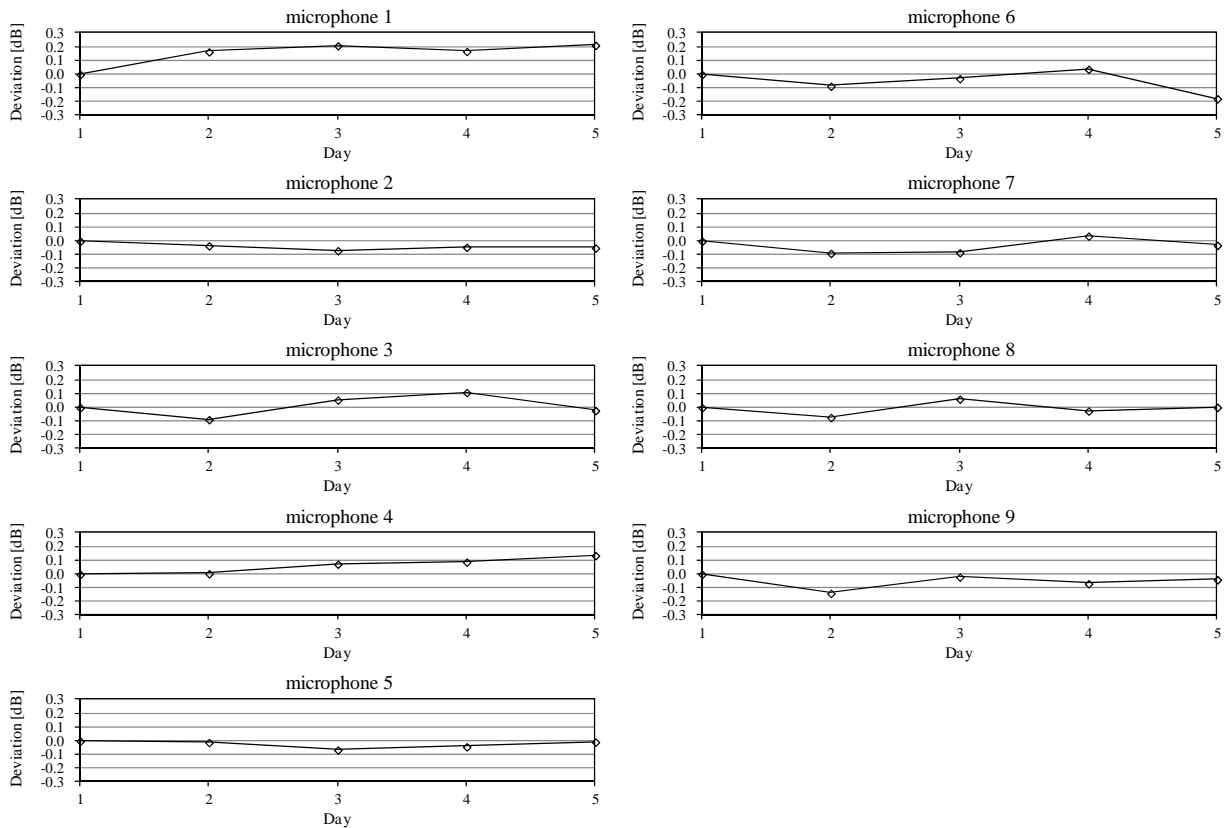 microphone 1
Deviation [dB]
0.3
0.2
0.1
0.0
-0.1
-0.2
-0.3
1 2 3 4 5
Day
microphone 2
Deviation [dB]
0.3
0.2
0.1
0.0
-0.1
-0.2
-0.3
1 2 3 4 5
Day
microphone 3
Deviation [dB]
0.3
0.2
0.1
0.0
-0.1
-0.2
-0.3
1 2 3 4 5
Day
microphone 4
Deviation [dB]
0.3
0.2
0.1
0.0
-0.1
-0.2
-0.3
1 2 3 4 5
Day
microphone 5
Deviation [dB]
0.3
0.2
0.1
0.0
-0.1
-0.2
-0.3
1 2 3 4 5
Day
microphone 6
Deviation [dB]
0.3
0.2
0.1
0.0
-0.1
-0.2
-0.3
1 2 3 4 5
Day
microphone 7
Deviation [dB]
0.3
0.2
0.1
0.0
-0.1
-0.2
-0.3
1 2 3 4 5
Day
microphone 8
Deviation [dB]
0.3
0.2
0.1
0.0
-0.1
-0.2
-0.3
1 2 3 4 5
Day
microphone 9
Deviation [dB]
0.3
0.2
0.1
0.0
-0.1
-0.2
-0.3
1 2 3 4 5
Day